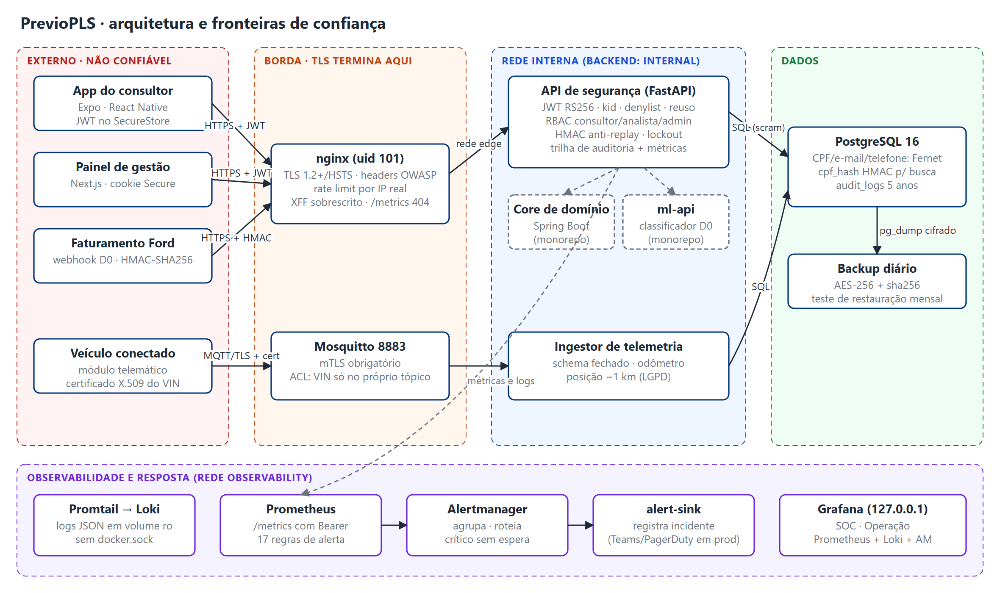 PrevioPLS · arquitetura e fronteiras de confiança
EXTERNO · NÃO CONFIÁVEL
App do consultor
Expo · React Native
JWT no SecureStore
HTTPS + JWT
Painel de gestão
Next.js · cookie Secure
HTTPS + JWT
Faturamento Ford
webhook D0 · HMAC-SHA256
HTTPS + HMAC
Veículo conectado
módulo telemático
certificado X.509 do VIN
MQTT/TLS + cert
BORDA · TLS TERMINA AQUI
nginx (uid 101)
TLS 1.2+/HSTS · headers OWASP
rate limit por IP real
XFF sobrescrito · /metrics 404
rede edge
Mosquitto 8883
mTLS obrigatório
ACL: VIN só no próprio tópico
métricas e logs
REDE INTERNA (BACKEND: INTERNAL)
API de segurança (FastAPI)
JWT RS256 · kid · denylist · reuso
RBAC consultor/analista/admin
HMAC anti-replay · lockout
trilha de auditoria + métricas
SQL (scram)
Core de domínio
Spring Boot
(monorepo)
ml-api
classificador D0
(monorepo)
Ingestor de telemetria
schema fechado · odômetro
posição ~1 km (LGPD)
SQL
DADOS
PostgreSQL 16
CPF/e-mail/telefone: Fernet
cpf_hash HMAC p/ busca
audit_logs 5 anos
pg_dump cifrado
Backup diário
AES-256 + sha256
teste de restauração mensal
OBSERVABILIDADE E RESPOSTA (REDE OBSERVABILITY)
Promtail → Loki
logs JSON em volume ro
sem docker.sock
Prometheus
/metrics com Bearer
17 regras de alerta
Alertmanager
agrupa · roteia
crítico sem espera
alert-sink
registra incidente
(Teams/PagerDuty em prod)
Grafana (127.0.0.1)
SOC · Operação
Prometheus + Loki + AM